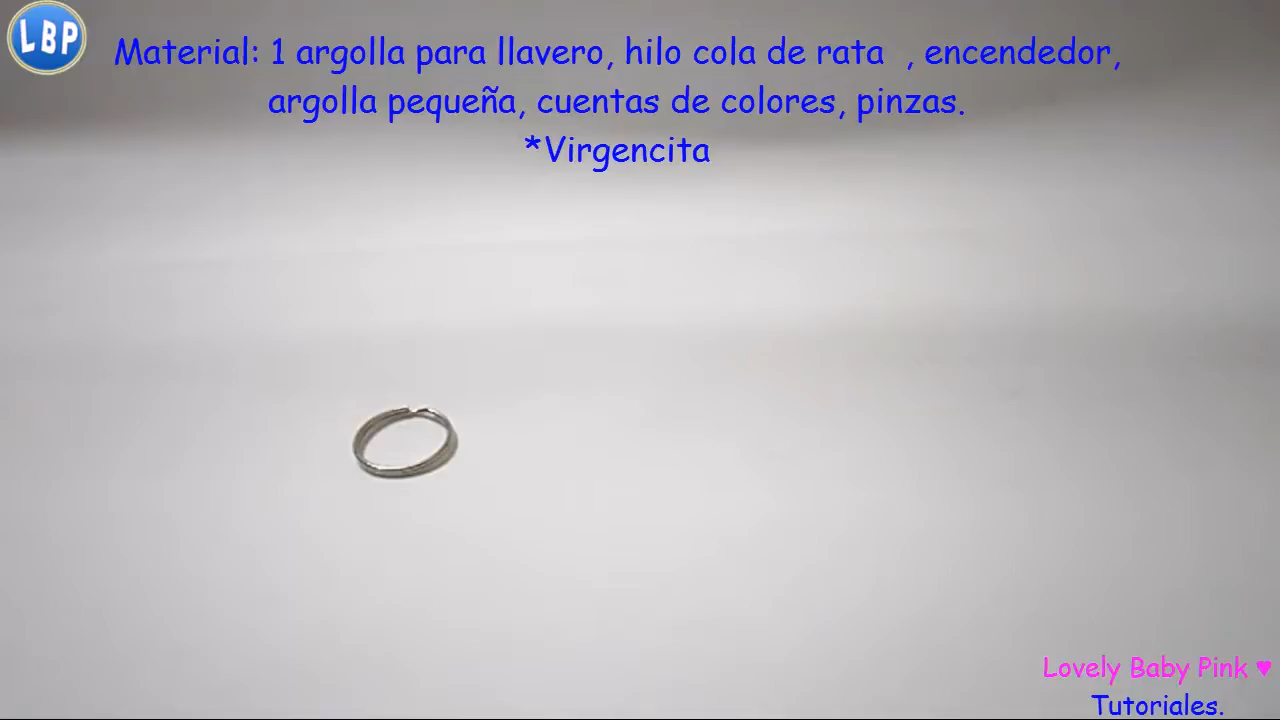 LBP
Material: 1 argolla para llavero, hilo cola de rata , encendedor,
argolla pequeña, cuentas de colores, pinzas.
*Virgencita
Lovely Baby Pink ♥
Tutoriales.